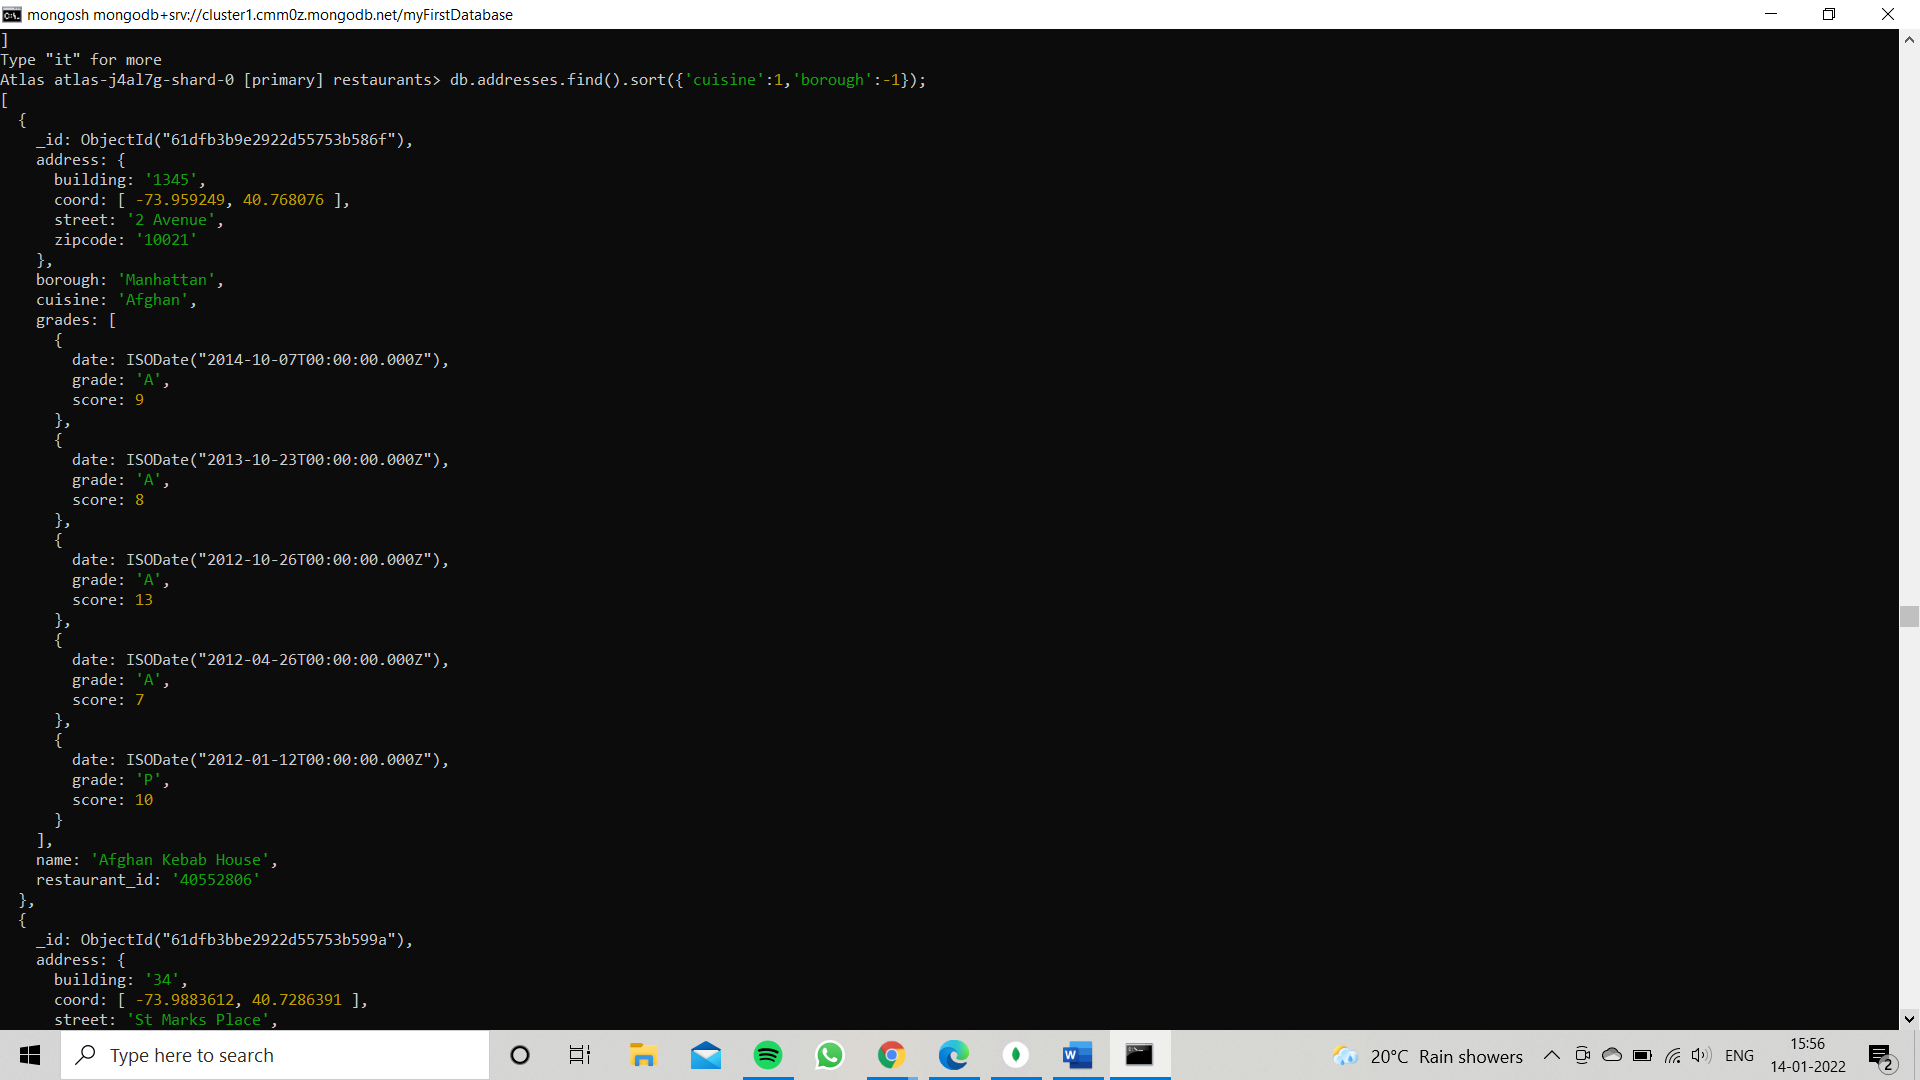 mongosh mongodb+srv://cluster1.cmm0z.mongodb.net/myFirstDatabase
]
Type "it" for more
Atlas atlas-j4al7g-shard-0 [primary] restaurants> db.addresses.find().sort({'cuisine':1,'borough':-1});
[
  {
    _id: ObjectId("61dfb3b9e2922d55753b586f"),
    address: {
      building: '1345',
      coord: [ -73.959249, 40.768076 ],
      street: '2 Avenue',
      zipcode: '10021'
    },
    borough: 'Manhattan',
    cuisine: 'Afghan',
    grades: [
      {
        date: ISODate("2014-10-07T00:00:00.000Z"),
        grade: 'A',
        score: 9
      },
      {
        date: ISODate("2013-10-23T00:00:00.000Z"),
        grade: 'A',
        score: 8
      },
      {
        date: ISODate("2012-10-26T00:00:00.000Z"),
        grade: 'A',
        score: 13
      },
      {
        date: ISODate("2012-04-26T00:00:00.000Z"),
        grade: 'A',
        score: 7
      },
      {
        date: ISODate("2012-01-12T00:00:00.000Z"),
        grade: 'P',
        score: 10
      }
    ],
    name: 'Afghan Kebab House',
    restaurant_id: '40552806'
  },
  {
    _id: ObjectId("61dfb3bbe2922d55753b599a"),
    address: {
      building: '34',
      coord: [ -73.9883612, 40.7286391 ],
      street: 'St Marks Place',
Type here to search
20°C Rain showers
ENG
15:56
14-01-2022
2